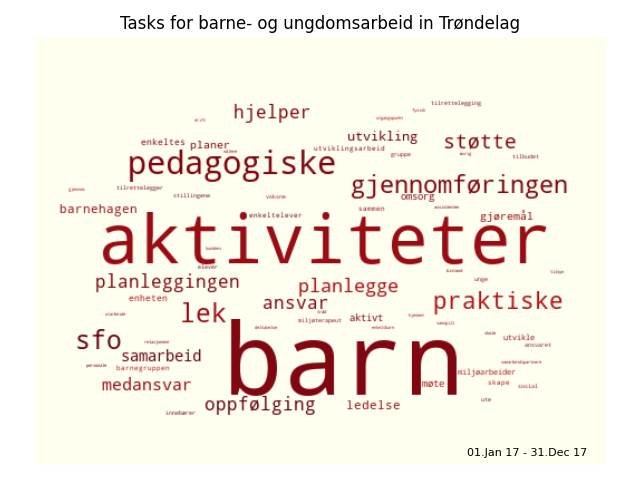 Tasks for barne- og ungdomsarbeid in Trøndelag
tilrettelegging
hjelper
utvikling
støtte
enkeltes planer
utviklingsarbeid
gruppe
tilbudet
pedagogiske
gjennomføringen
tilrettelegger
stillingene
voksne
omsorg
barnehagen
enkeltelever
sammen
gjøremål
aktiviteter
elever
planleggingen
planlegge
unge
enheten
ansvar
praktiske
lek
miljøterapeut
aktivt
sfo
samarbeid
utvikle
ansvaret
barnegruppen
medansvar
møte
miljøarbeider
skape
sosial
barn
oppfølging
ledelse
ute
innebærer
01.Jan 17 - 31.Dec 17